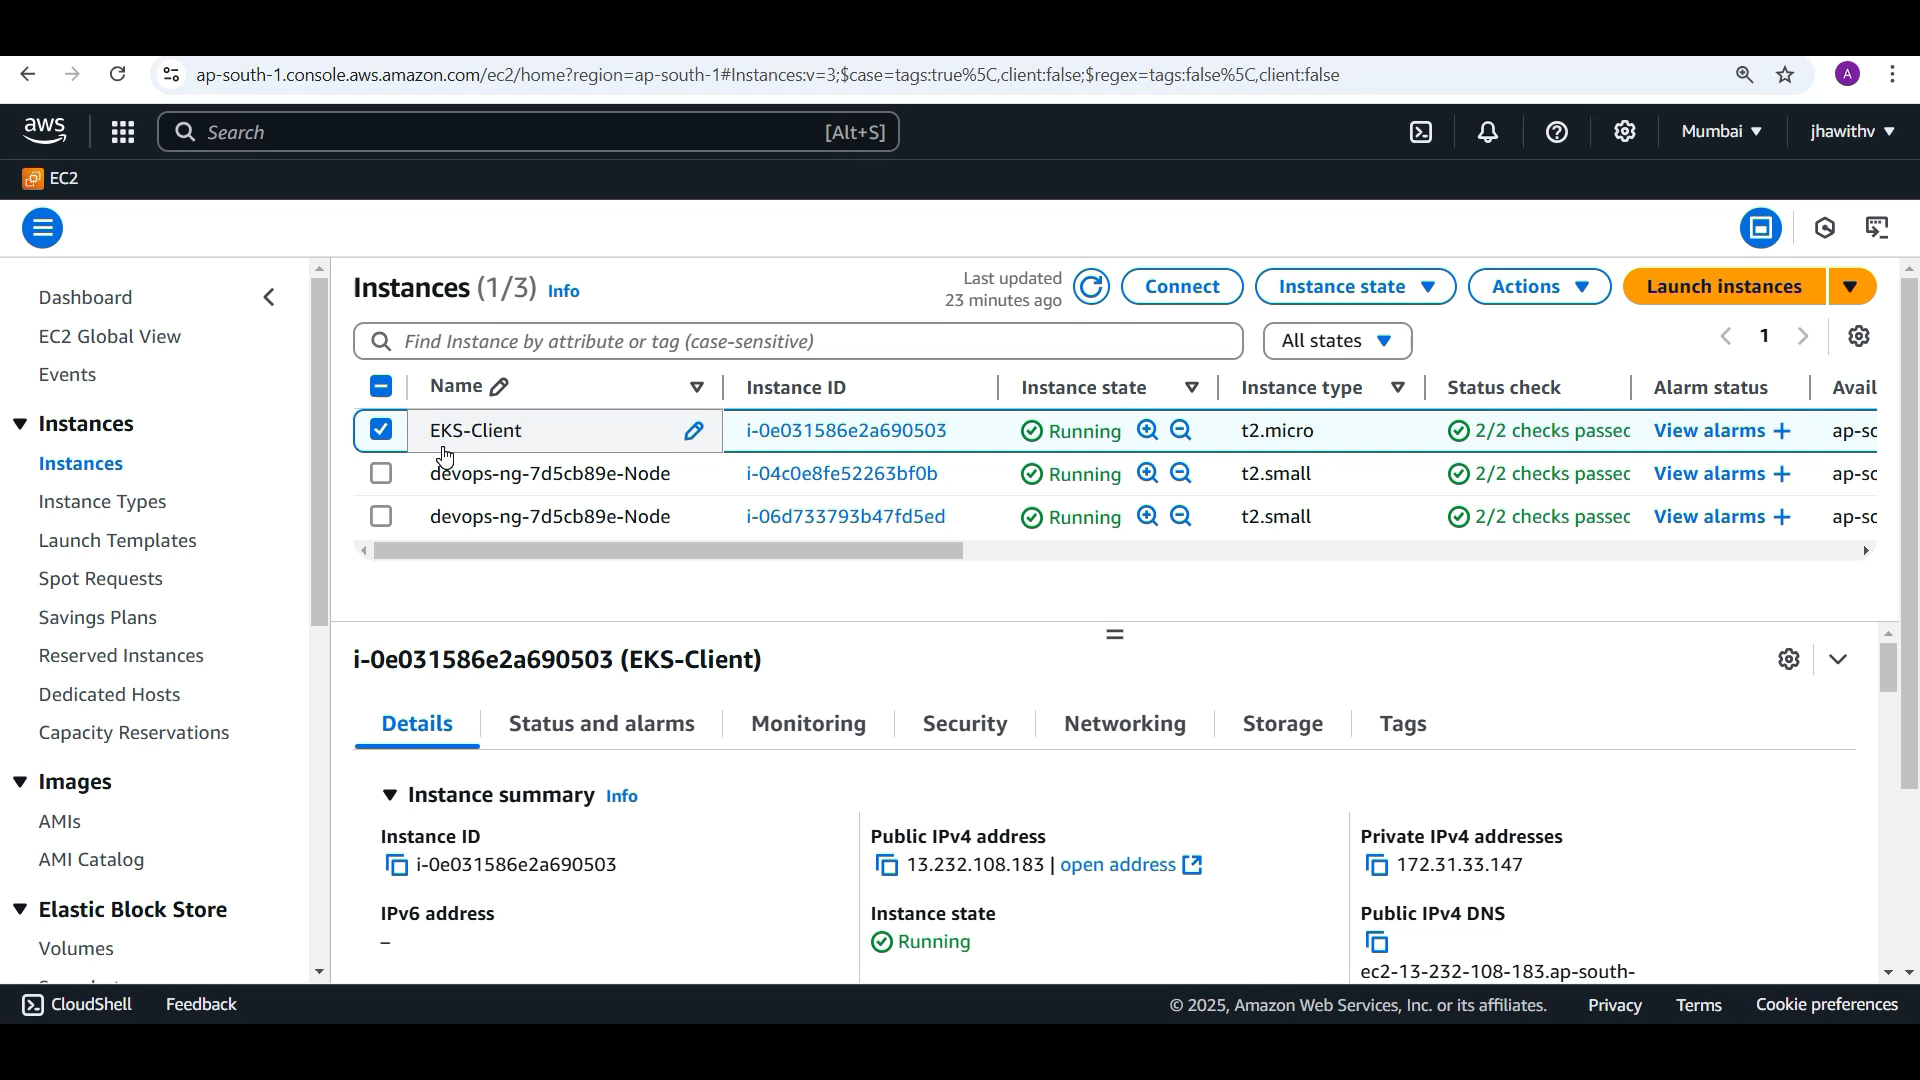 ap-south-1.console.aws.amazon.com/ec2/home?region=ap-south-1#Instances:v=3;$case=tags:true%5C,client:false;$regex=tags:false%5C,client:false
A
aws
Search
[Alt+S]
Mumbai
jhawithv
EC2
Dashboard
EC2 Global View
Events
Instances
Instances
Instance Types
Launch Templates
Spot Requests
Savings Plans
Reserved Instances
Dedicated Hosts
Capacity Reservations
Images
AMIs
AMI Catalog
Elastic Block Store
Volumes
Instances (1/3) Info
Last updated
23 minutes ago
Connect
Instance state
Actions
Launch instances
Find Instance by attribute or tag (case-sensitive)
All states
1
Name Instance ID Instance state Instance type Status check Alarm status Avail
EKS-Client i-0e031586e2a690503 Running t2.micro 2/2 checks passed View alarms ap-sc
devops-ng-7d5cb89e-Node i-04c0e8fe52263bf0b Running t2.small 2/2 checks passed View alarms ap-sc
devops-ng-7d5cb89e-Node i-06d733793b47fd5ed Running t2.small 2/2 checks passed View alarms ap-sc
i-0e031586e2a690503 (EKS-Client)
Details Status and alarms Monitoring Security Networking Storage Tags
Instance summary Info
Instance ID
i-0e031586e2a690503
Public IPv4 address
13.232.108.183 | open address
Private IPv4 addresses
172.31.33.147
IPv6 address
–
Instance state
Running
Public IPv4 DNS
ec2-13-232-108-183.ap-south-
CloudShell Feedback
© 2025, Amazon Web Services, Inc. or its affiliates. Privacy Terms Cookie preferences